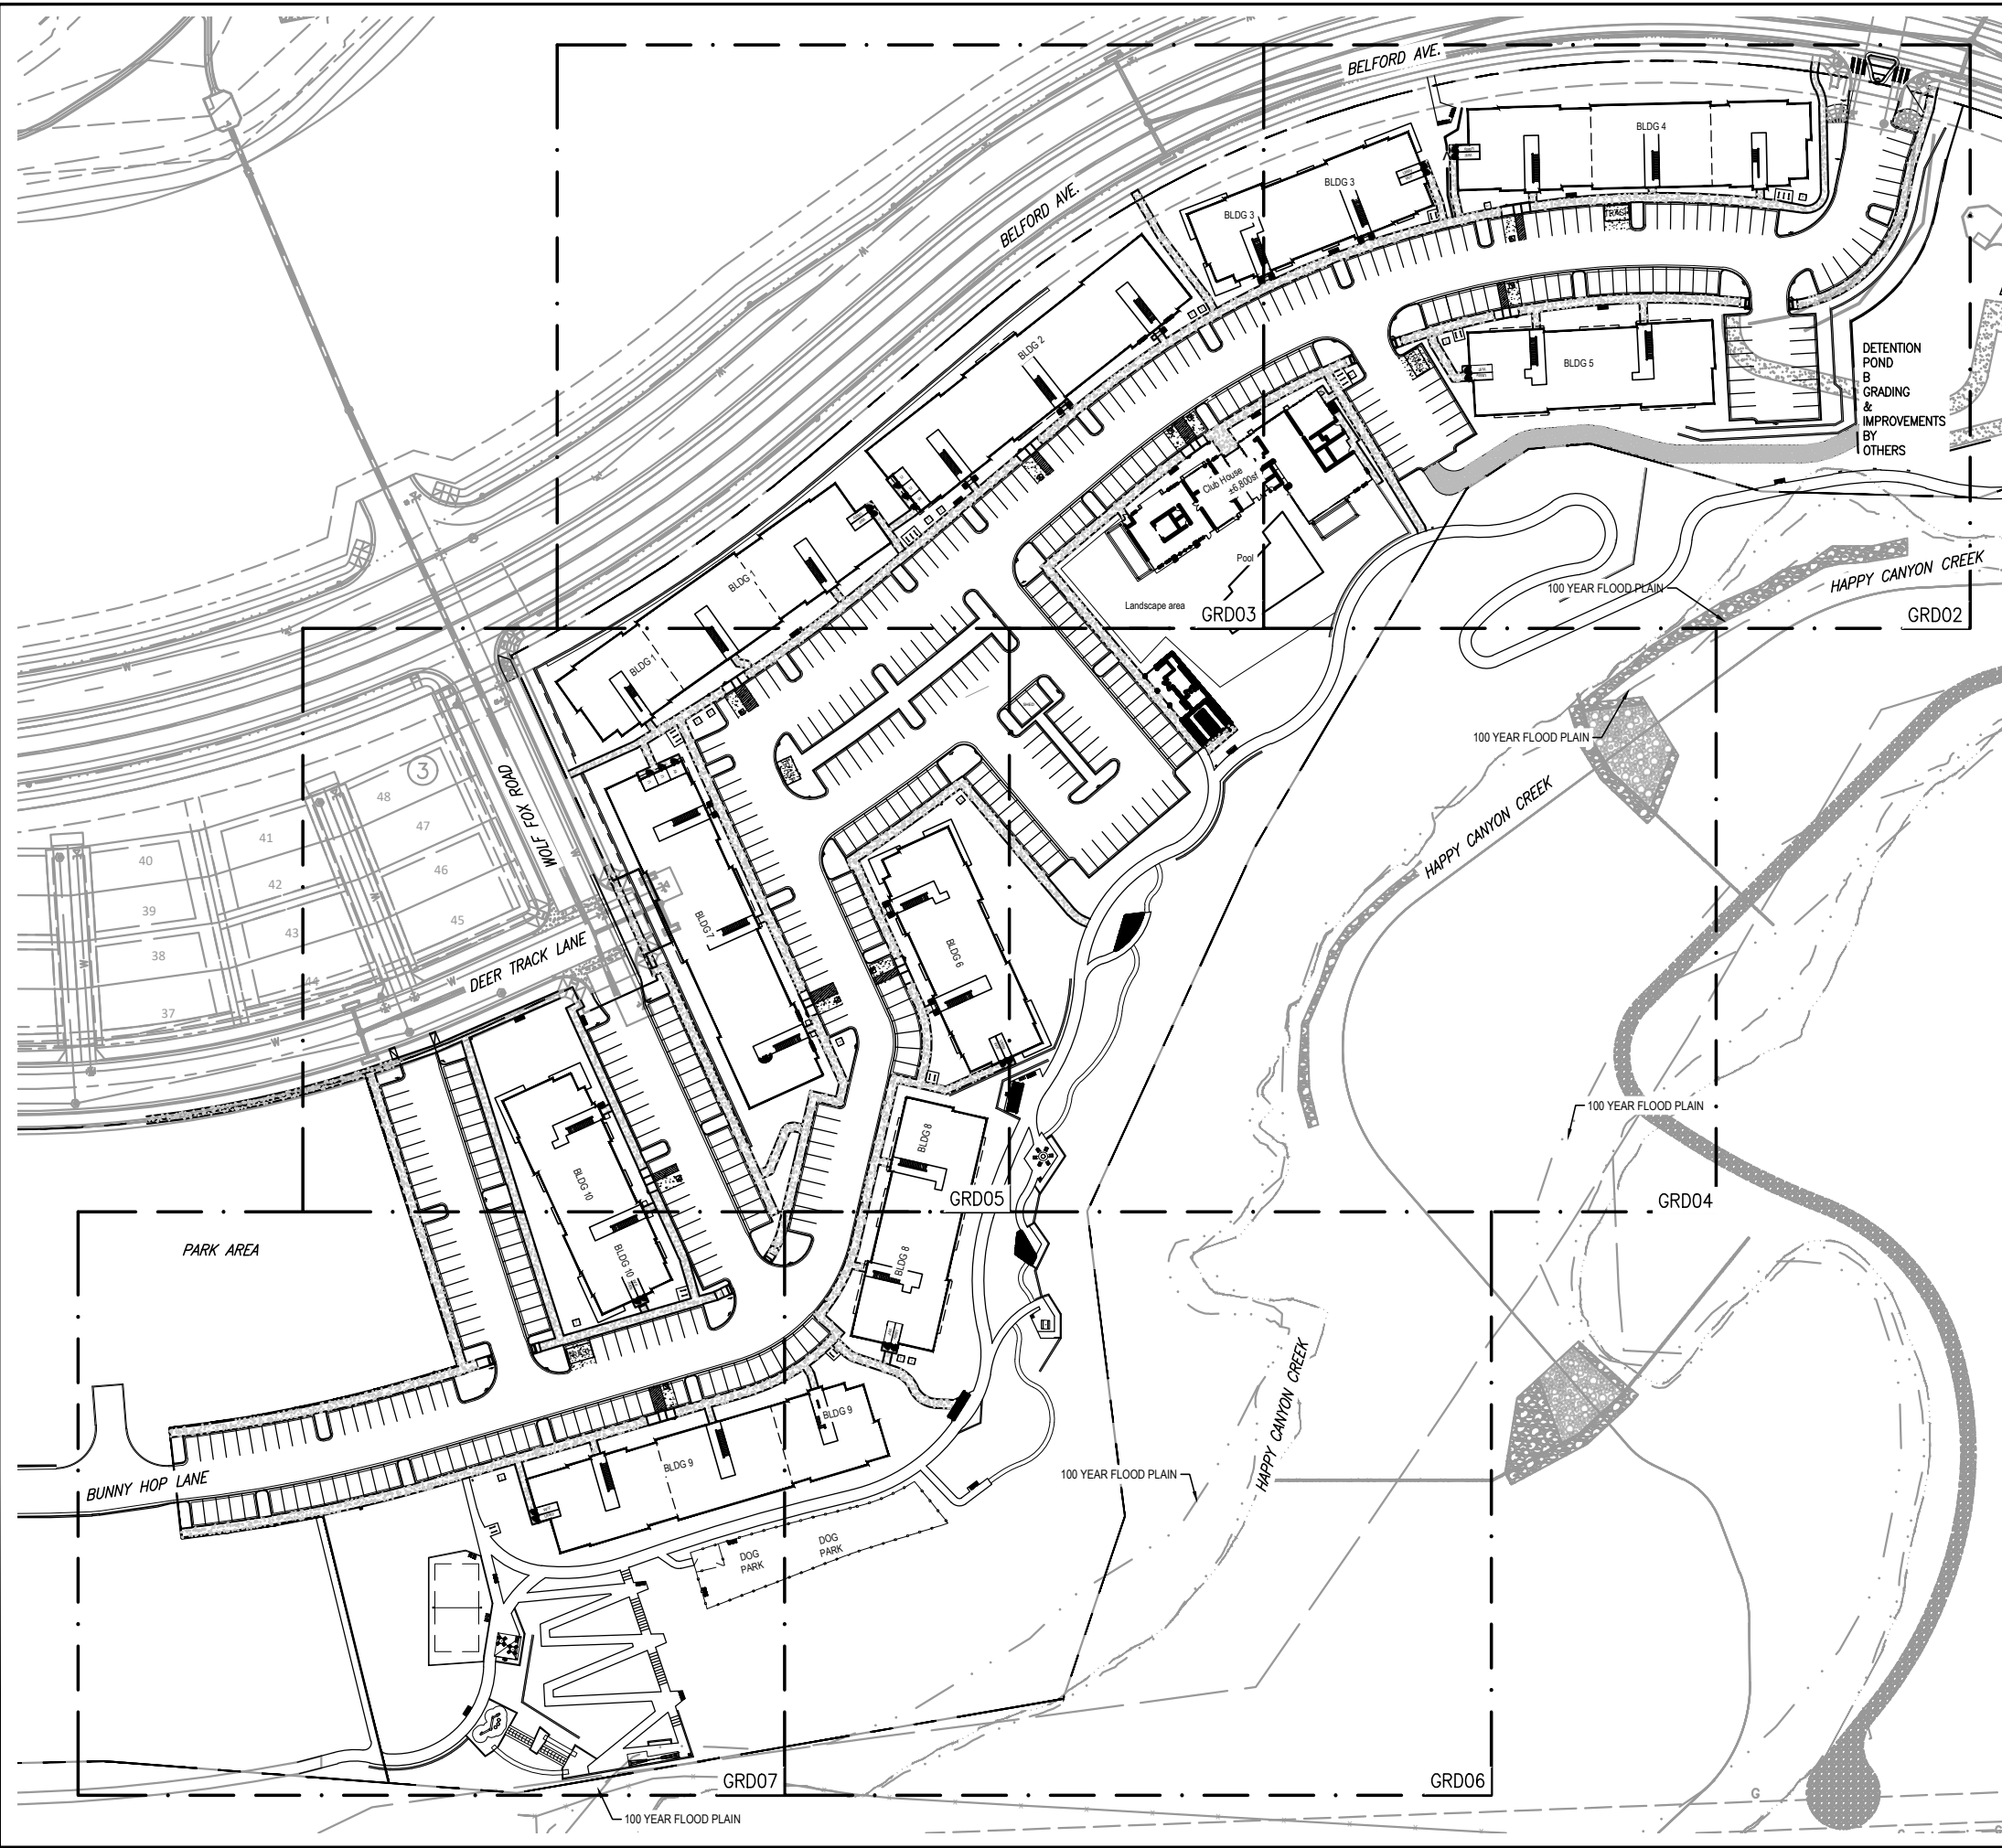 BELFORD AVE.
BLDG 4
BLDG 3
BLDG 3
TRASH
BELFORD AVE.
BLDG 2
BLDG 5
DETENTION
POND
B
GRADING
&
IMPROVEMENTS
BY
OTHERS
Club House
±6,800sf
Pool
BLDG 1
Landscape area
GRD03
100 YEAR FLOOD PLAIN
HAPPY CANYON CREEK
GRD02
BLDG 1
100 YEAR FLOOD PLAIN
3
48
47
46
45
41
42
43
44
40
39
38
37
WOLF FOX ROAD
HAPPY CANYON CREEK
BLDG 7
BLDG 6
DEER TRACK LANE
100 YEAR FLOOD PLAIN
BLDG 8
BLDG 10
GRD05
GRD04
PARK AREA
BLDG 10
BLDG 8
HAPPY CANYON CREEK
BLDG 9
BLDG 9
100 YEAR FLOOD PLAIN
BUNNY HOP LANE
DOG
PARK
DOG
PARK
GRD07
GRD06
G
100 YEAR FLOOD PLAIN